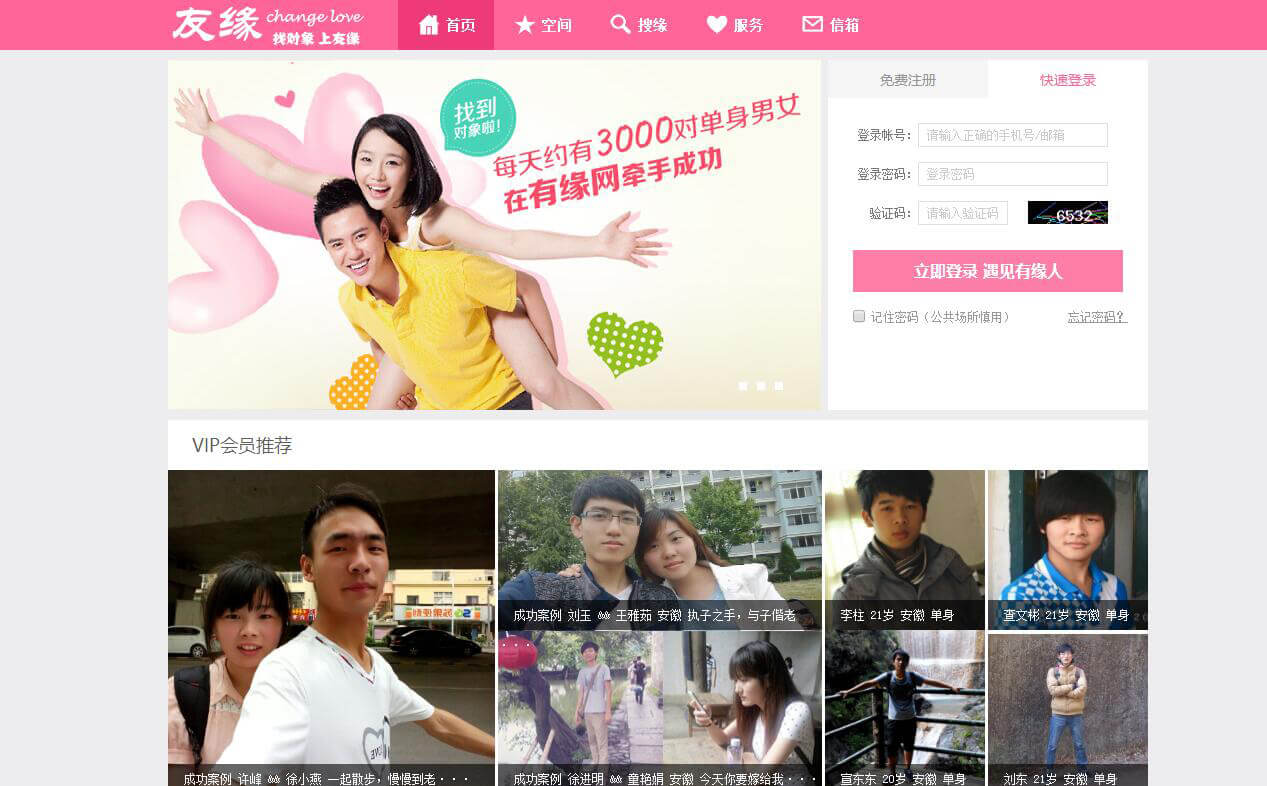 友缘 change love
找对象 上友缘
首页
空间
搜缘
服务
信箱
找到
对象啦!
每天约有3000对单身男女
在有缘网牵手成功
免费注册
快速登录
登录帐号：
请输入正确的手机号/邮箱
登录密码：
登录密码
验证码：
请输入验证码
6532
立即登录 遇见有缘人
记住密码（公共场所慎用）
忘记密码？
VIP会员推荐
成功案例 许峰 && 徐小燕 一起散步，慢慢到老···
成功案例 刘玉 && 王雅茹 安徽 执子之手，与子偕老
李柱 21岁 安徽 单身
查文彬 21岁 安徽 单身
成功案例 徐进明 && 童艳娟 安徽 今天你要嫁给我···
宣东东 20岁 安徽 单身
刘东 21岁 安徽 单身